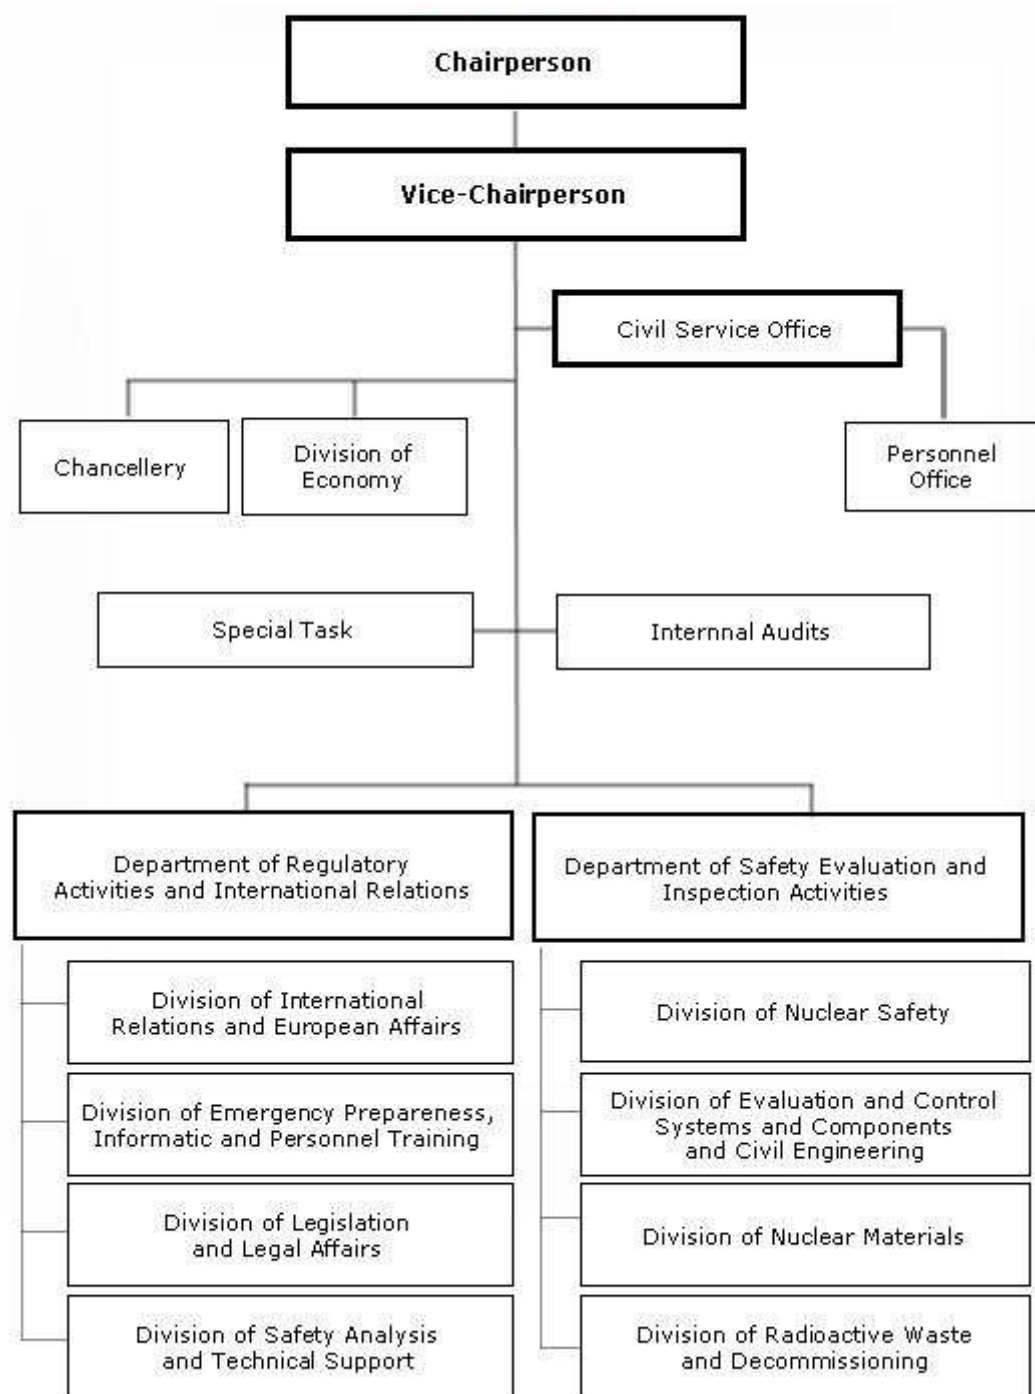 Chairperson
Vice-Chairperson
Civil Service Office
Chancellery
Division of
Economy
Personnel
Office
Special Task
Internnal Audits
Department of Regulatory
Activities and International Relations
Department of Safety Evaluation and
Inspection Activities
Division of International
Relations and European Affairs
Division of Emergency Prepareness,
Informatic and Personnel Training
Division of Legislation
and Legal Affairs
Division of Safety Analysis
and Technical Support
Division of Nuclear Safety
Division of Evaluation and Control
Systems and Components
and Civil Engineering
Division of Nuclear Materials
Division of Radioactive Waste
and Decommissioning